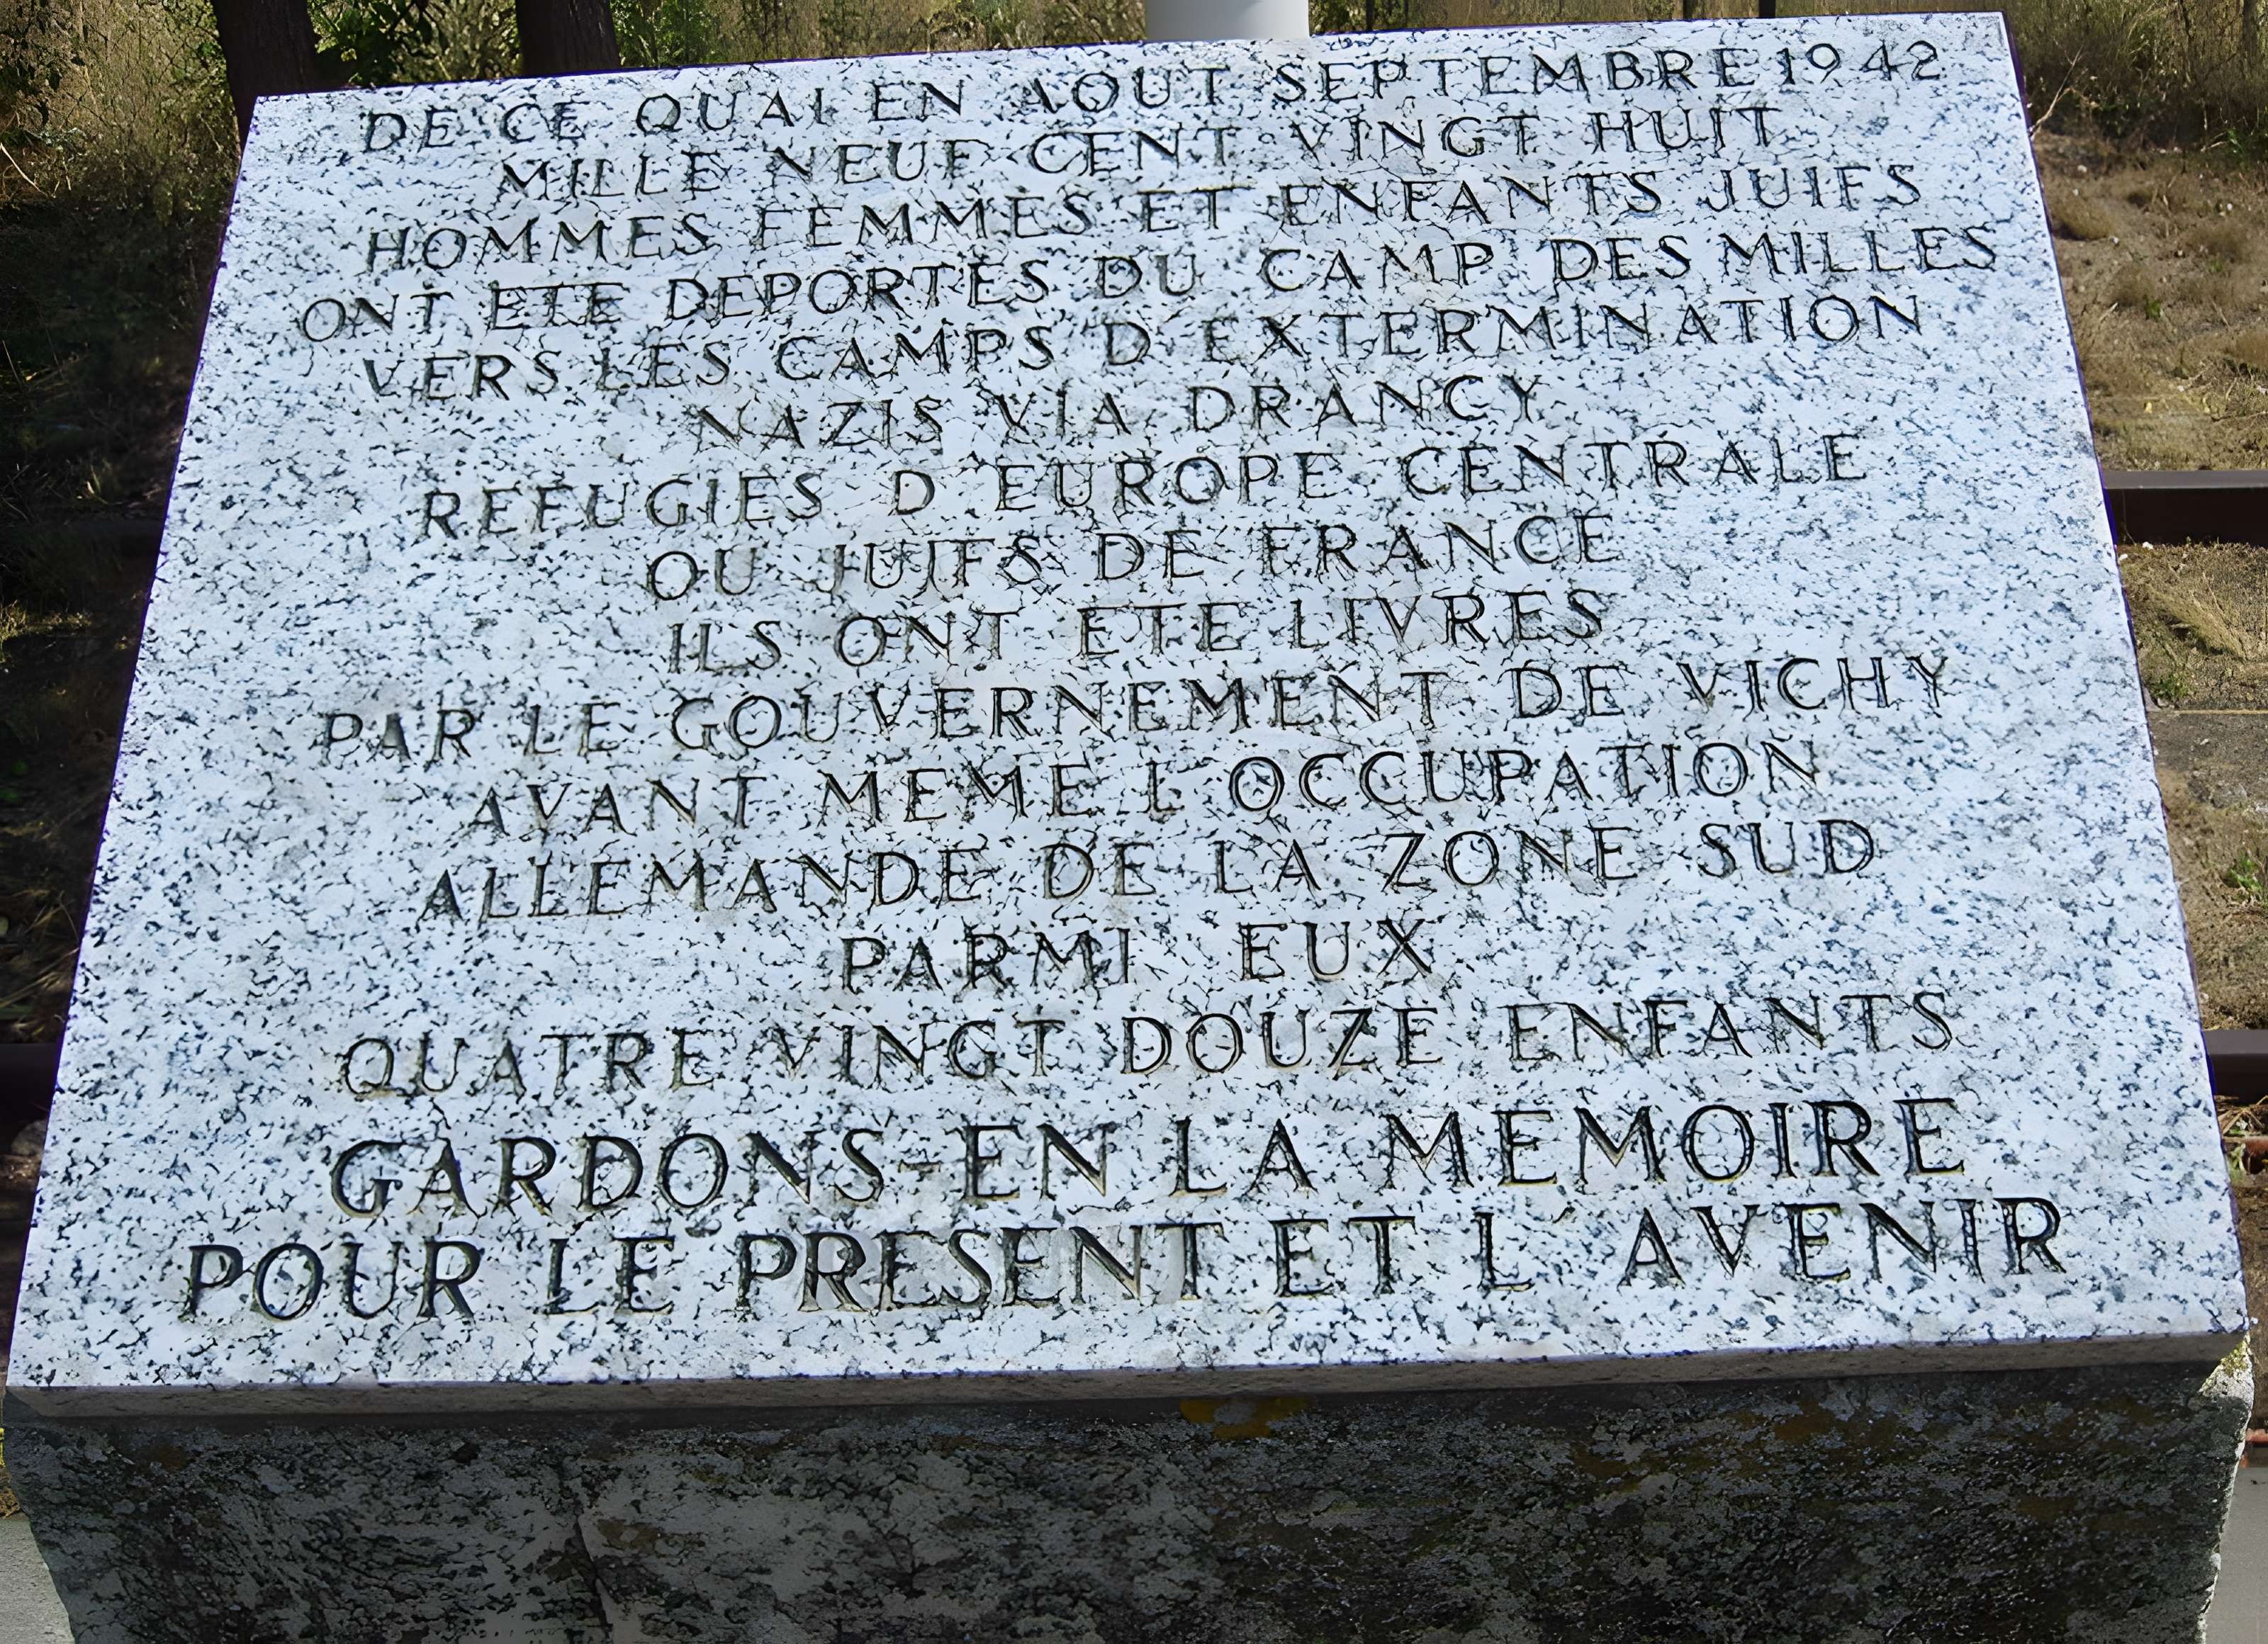 DE CE QUAI EN AOUT SEPTEMBRE 1942
MILLE NEUF CENT VINGT HUIT
HOMMES FEMMES ET ENFANTS JUIFS
ONT ETE DEPORTES DU CAMP DES MILLES
VERS LES CAMPS D EXTERMINATION
NAZIS VIA DRANCY
REFUGIES D EUROPE CENTRALE
OU JUIFS DE FRANCE
ILS ONT ETE LIVRES
PAR LE GOUVERNEMENT DE VICHY
AVANT MEME L OCCUPATION
ALLEMANDE DE LA ZONE SUD
PARMI EUX
QUATRE VINGT DOUZE ENFANTS
GARDONS-EN LA MEMOIRE
POUR LE PRESENT ET L'AVENIR